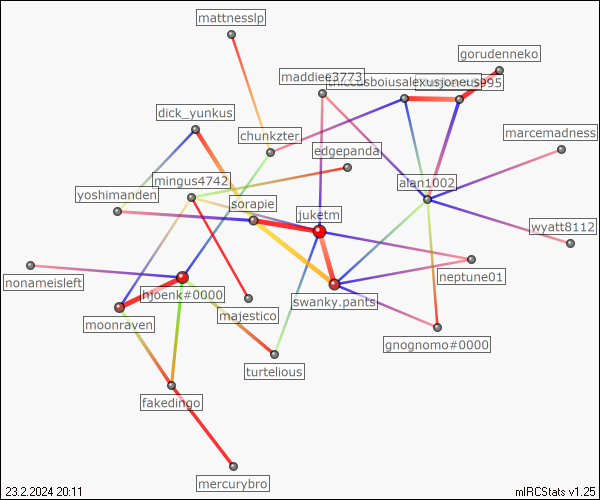 mattnesslp
gorudenneko
maddiee3773
dick_yunkus
chunkzter
marcemadness
edgepanda
mingus4742
alan1002
yoshimanden
sorapie
juketm
wyatt8112
nonameisleft
hjoenk#0000
neptune01
swanky.pants
majestico
moonraven
gnognomo#0000
turtelious
fakedingo
mercurybro
23.2.2024 20:11
mIRCStats v1.25